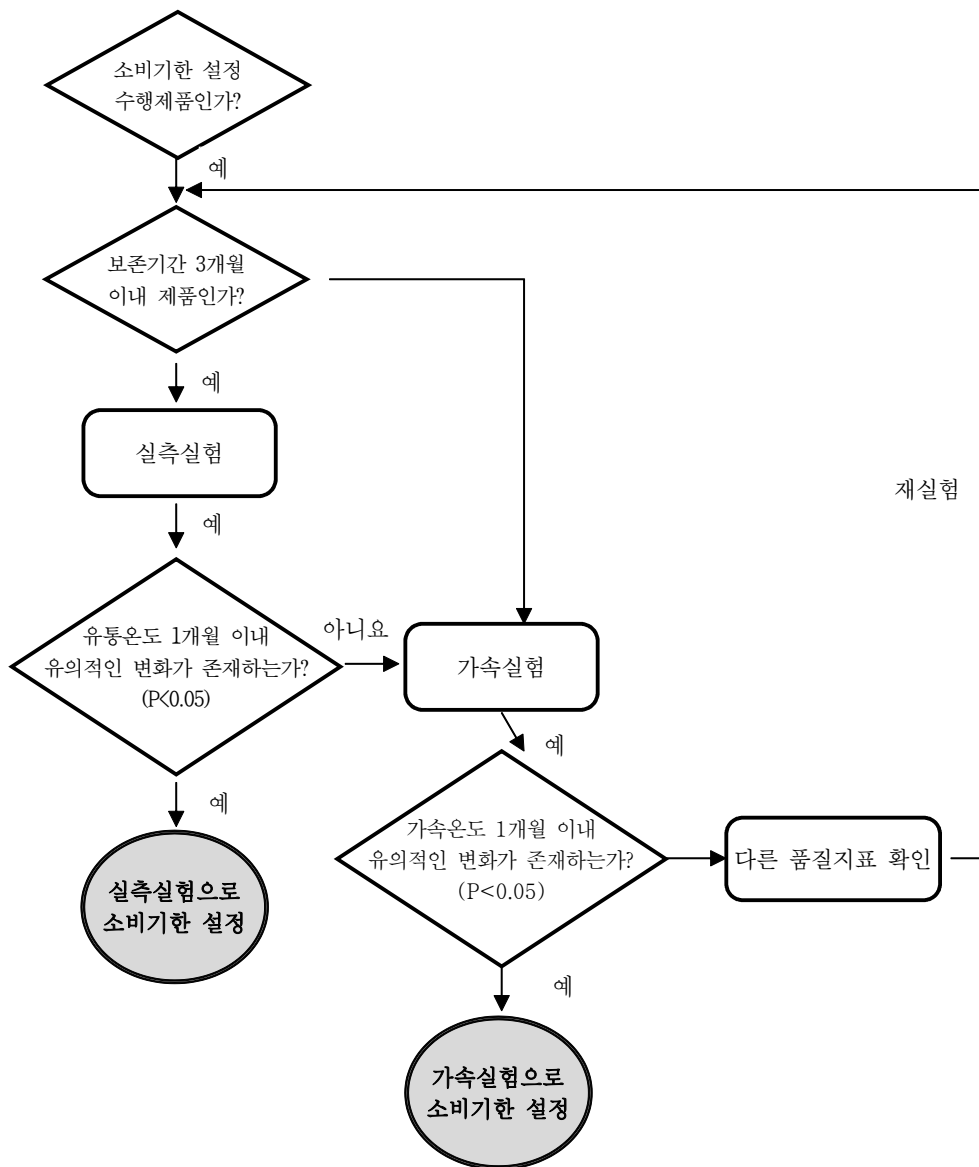 소비기한 설정
수행제품인가?
예
보존기간 3개월
이내 제품인가?
예
실측실험
재실험
예
유통온도 1개월 이내
유의적인 변화가 존재하는가?
(P<0.05)
아니요
가속실험
예
예
가속온도 1개월 이내
유의적인 변화가 존재하는가?
(P<0.05)
다른 품질지표 확인
실측실험으로
소비기한 설정
예
가속실험으로
소비기한 설정